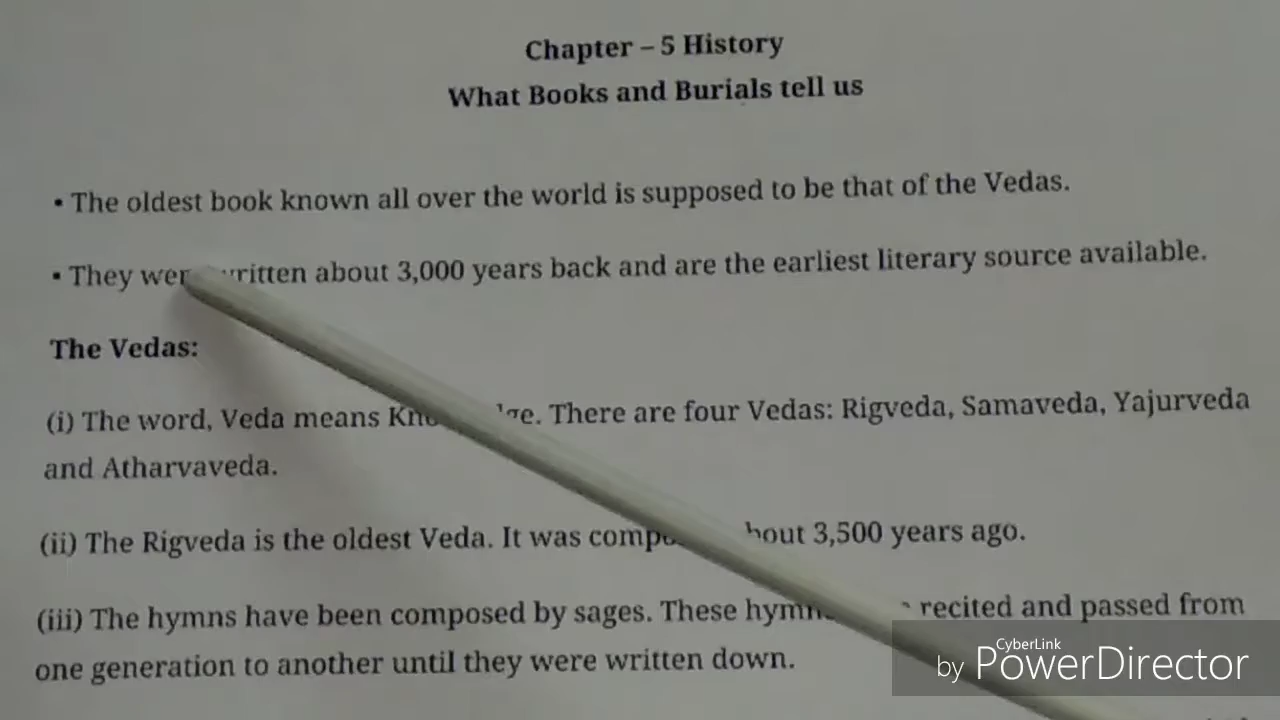 Chapter – 5 History
What Books and Burials tell us
• The oldest book known all over the world is supposed to be that of the Vedas.
• They written about 3,000 years back and are the earliest literary source available.
The Vedas:
(i) The word, Veda means There are four Vedas: Rigveda, Samaveda, Yajurveda
and Atharvaveda.
(ii) The Rigveda is the oldest Veda. It was about 3,500 years ago.
(iii) The hymns have been composed by sages. These recited and passed from
one generation to another until they were written down.
CyberLink
by PowerDirector